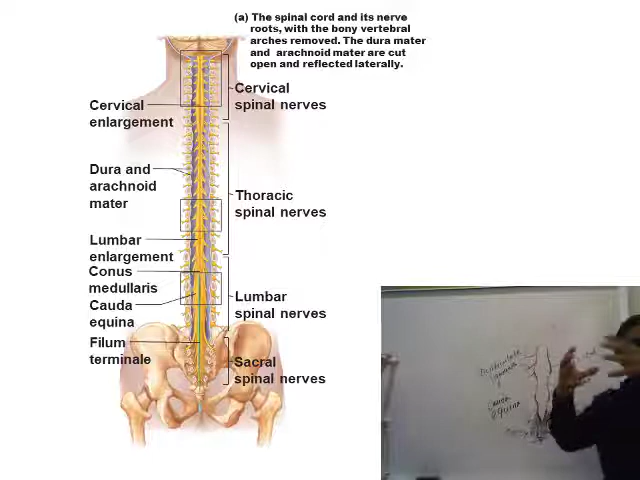 (a) The spinal cord and its nerve
roots, with the bony vertebral
arches removed. The dura mater
and arachnoid mater are cut
open and reflected laterally.
Cervical
enlargement
Dura and
arachnoid
mater
Lumbar
enlargement
Conus
medullaris
Cauda
equina
Filum
terminale
Cervical
spinal nerves
Thoracic
spinal nerves
Lumbar
spinal nerves
Sacral
spinal nerves
Cauda
equina